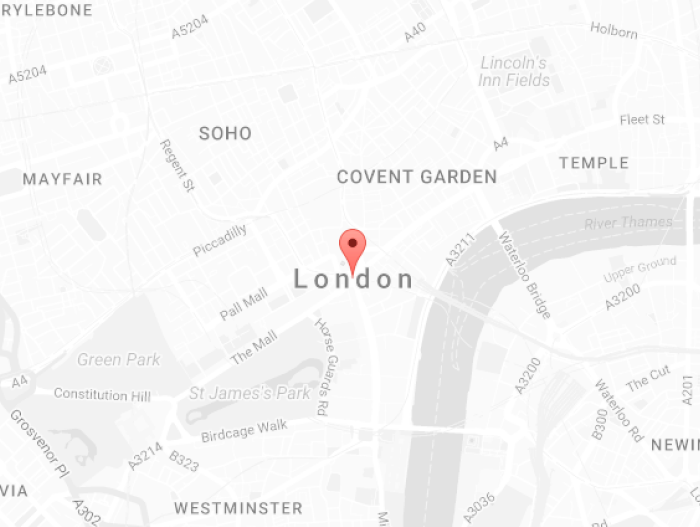 RYLEBONE
A5204
A40
Holborn
A5204
Lincoln's
Inn Fields
Fleet St
SOHO
A4
TEMPLE
Regent St
MAYFAIR
COVENT GARDEN
River Thames
Piccadilly
A3211
Waterloo Bridge
Upper Ground
London
A3200
Pall Mall
The Mall
Horse Guards Rd
Green Park
A3200
The Cut
A201
A4
Constitution Hill
St James's Park
Waterloo Rd
B300
Grosvenor Pl
Birdcage Walk
NEWIN
A3214
B323
VIA
A302
WESTMINSTER
A3036